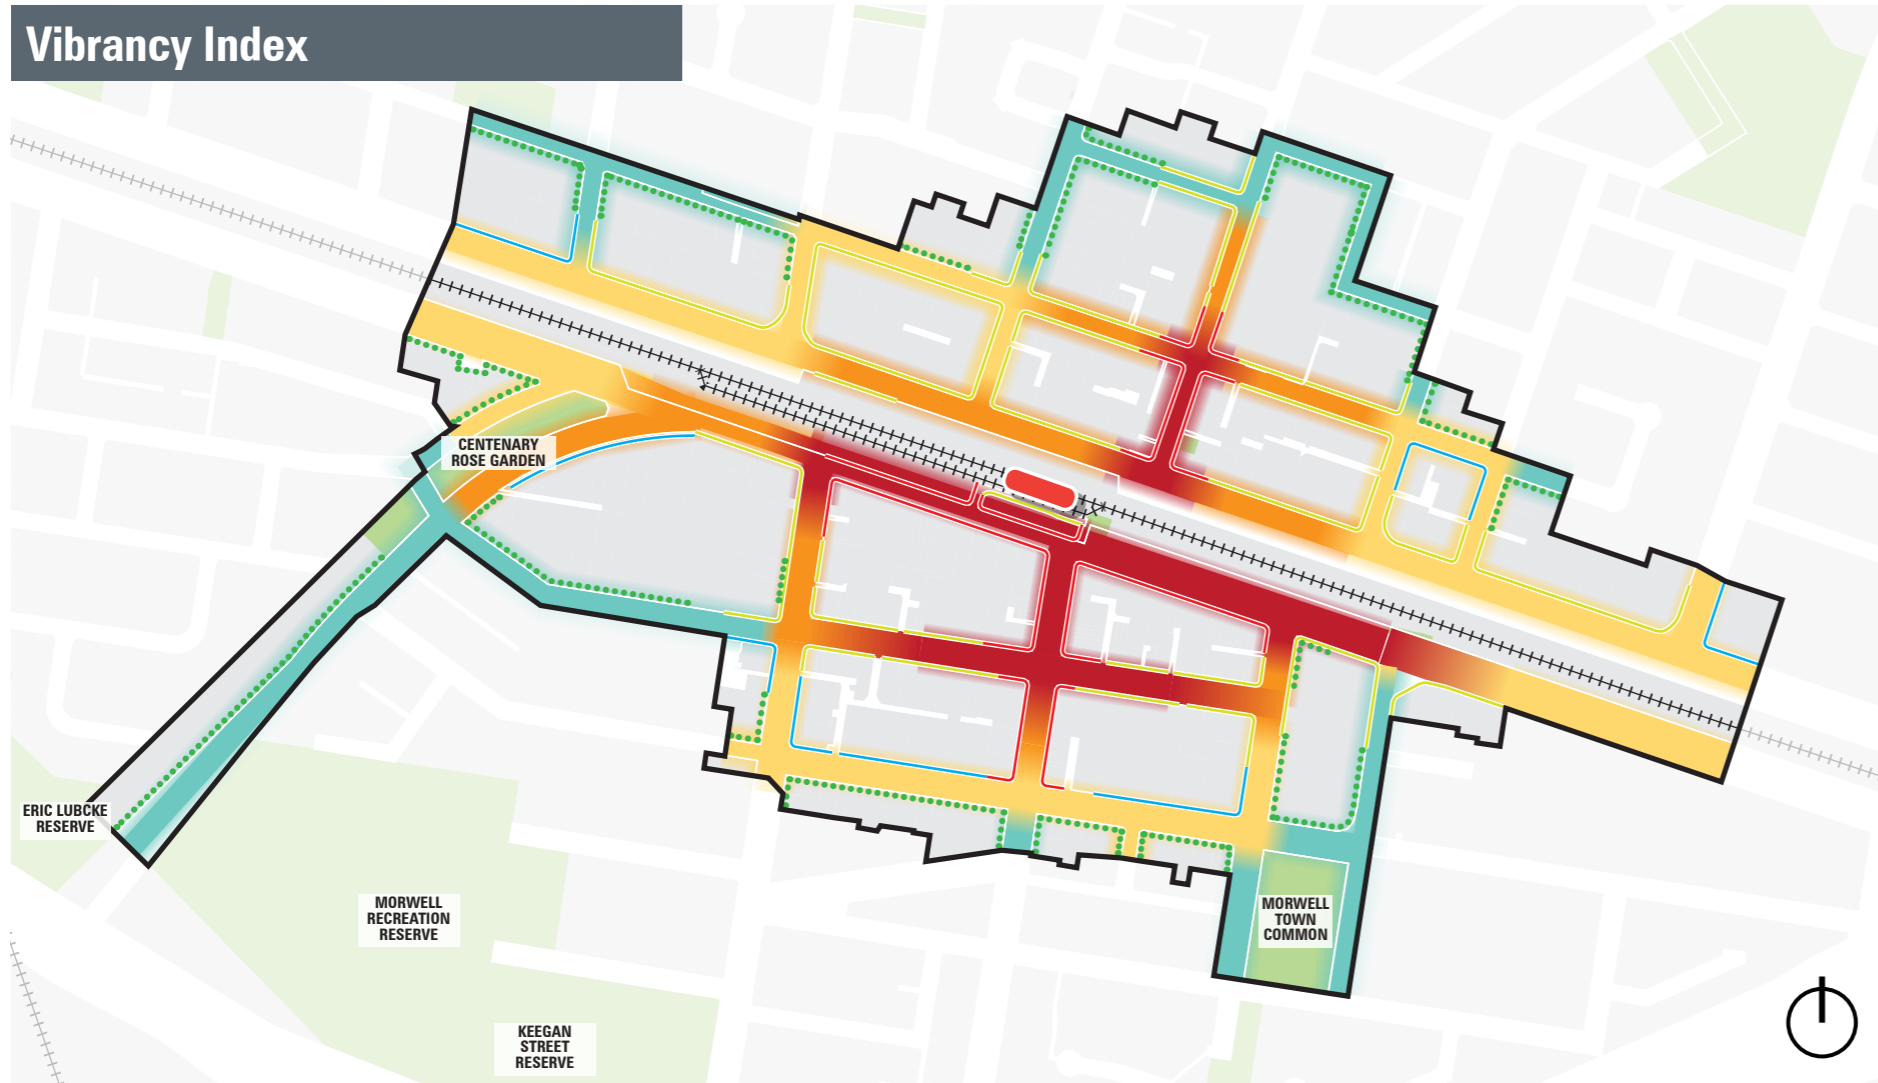 Vibrancy Index
CENTENARY
ROSE GARDEN
ERIC LUBCKE
RESERVE
MORWELL
RECREATION
RESERVE
MORWELL
TOWN
COMMON
KEEGAN
STREET
RESERVE